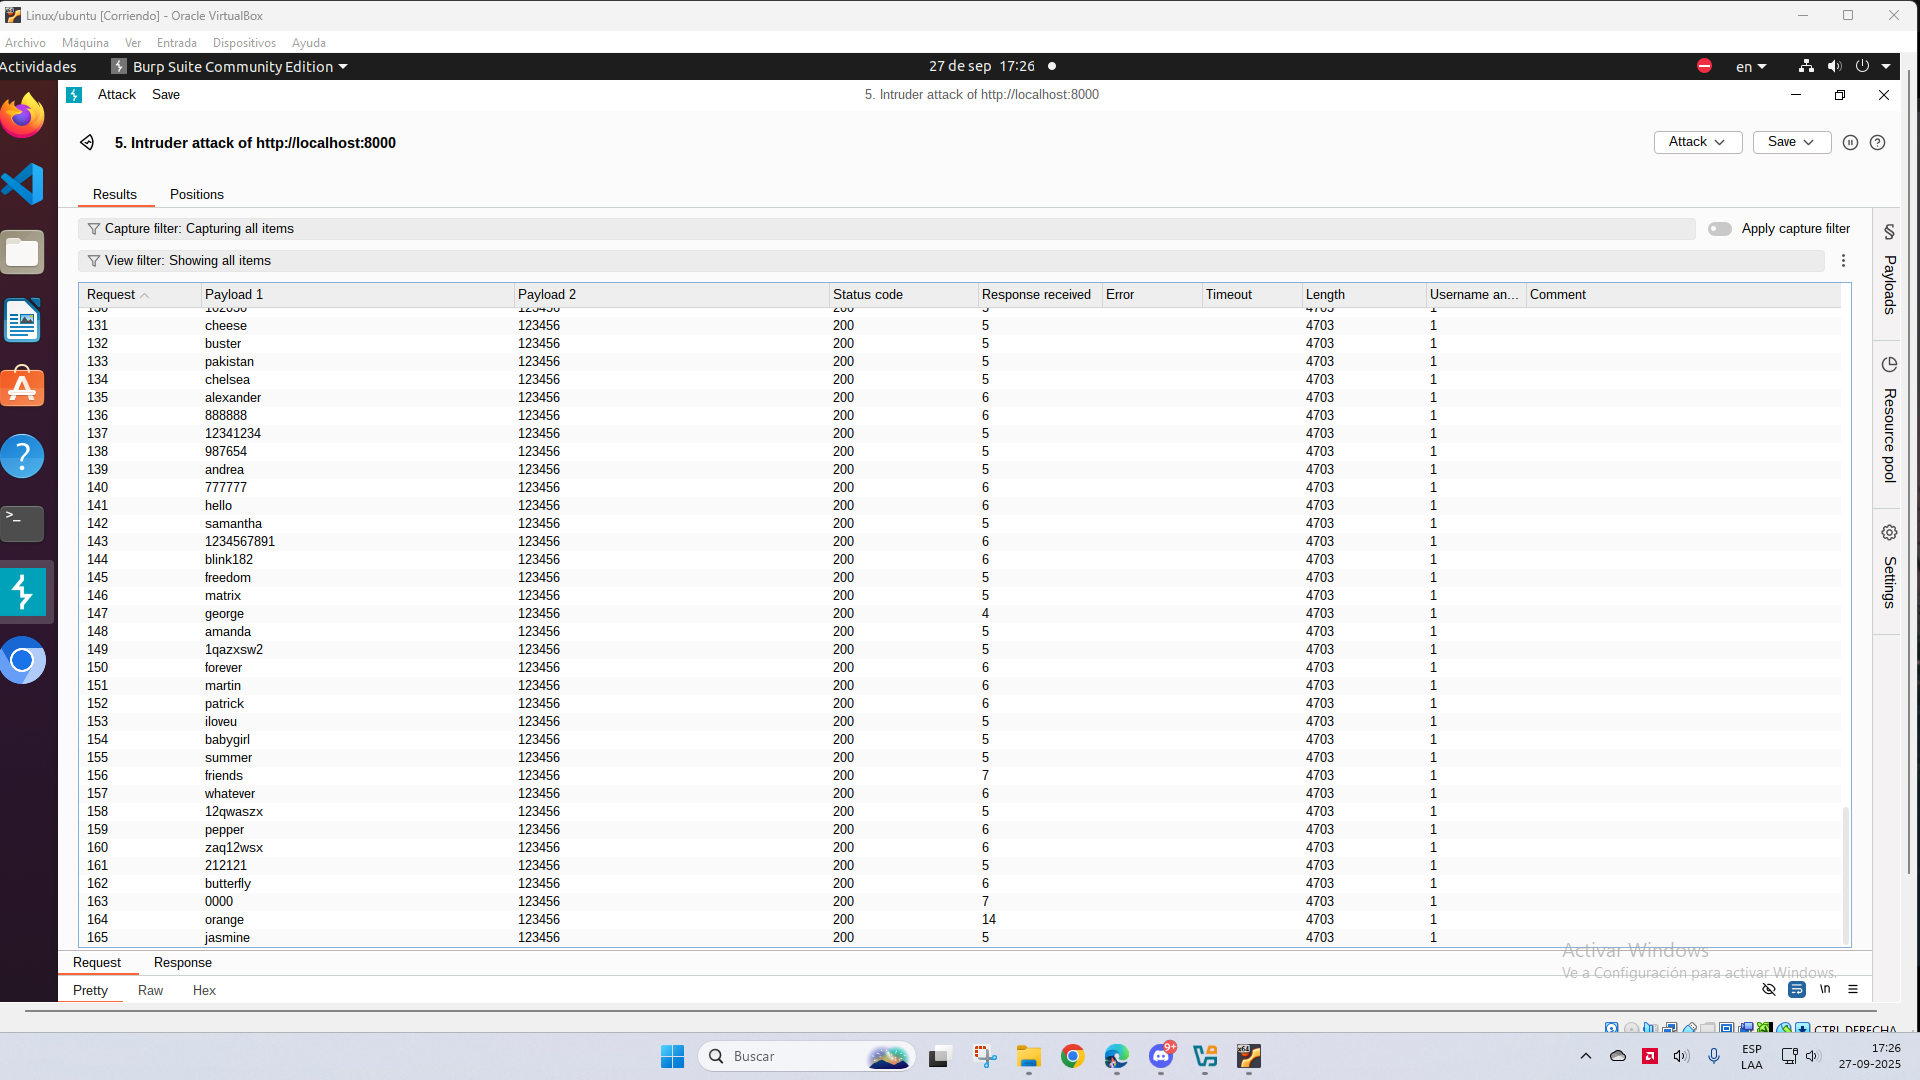 Linux/ubuntu [Corriendo] - Oracle VirtualBox
Archivo Máquina Ver Entrada Dispositivos Ayuda
Actividades Burp Suite Community Edition 27 de sep 17:26 en
Attack Save 5. Intruder attack of http://localhost:8000
5. Intruder attack of http://localhost:8000 Attack Save
Results Positions
Capture filter: Capturing all items Apply capture filter
View filter: Showing all items
Request Payload 1 Payload 2 Status code Response received Error Timeout Length Username an... Comment
130 102030 123456 200 5 4703 1
131 cheese 123456 200 5 4703 1
132 buster 123456 200 5 4703 1
133 pakistan 123456 200 5 4703 1
134 chelsea 123456 200 5 4703 1
135 alexander 123456 200 6 4703 1
136 888888 123456 200 6 4703 1
137 12341234 123456 200 5 4703 1
138 987654 123456 200 5 4703 1
139 andrea 123456 200 5 4703 1
140 777777 123456 200 6 4703 1
141 hello 123456 200 6 4703 1
142 samantha 123456 200 5 4703 1
143 1234567891 123456 200 6 4703 1
144 blink182 123456 200 6 4703 1
145 freedom 123456 200 5 4703 1
146 matrix 123456 200 5 4703 1
147 george 123456 200 4 4703 1
148 amanda 123456 200 5 4703 1
149 1qazxsw2 123456 200 5 4703 1
150 forever 123456 200 6 4703 1
151 martin 123456 200 6 4703 1
152 patrick 123456 200 6 4703 1
153 iloveu 123456 200 5 4703 1
154 babygirl 123456 200 5 4703 1
155 summer 123456 200 5 4703 1
156 friends 123456 200 7 4703 1
157 whatever 123456 200 6 4703 1
158 12qwaszx 123456 200 5 4703 1
159 pepper 123456 200 6 4703 1
160 zaq12wsx 123456 200 6 4703 1
161 212121 123456 200 5 4703 1
162 butterfly 123456 200 6 4703 1
163 0000 123456 200 7 4703 1
164 orange 123456 200 14 4703 1
165 jasmine 123456 200 5 4703 1
Payloads
Resource pool
Settings
Request Response
Pretty Raw Hex \n
Activar Windows
Ve a Configuración para activar Windows.
CTRL DERECHA
Buscar 9+ ESP LAA 17:26 27-09-2025